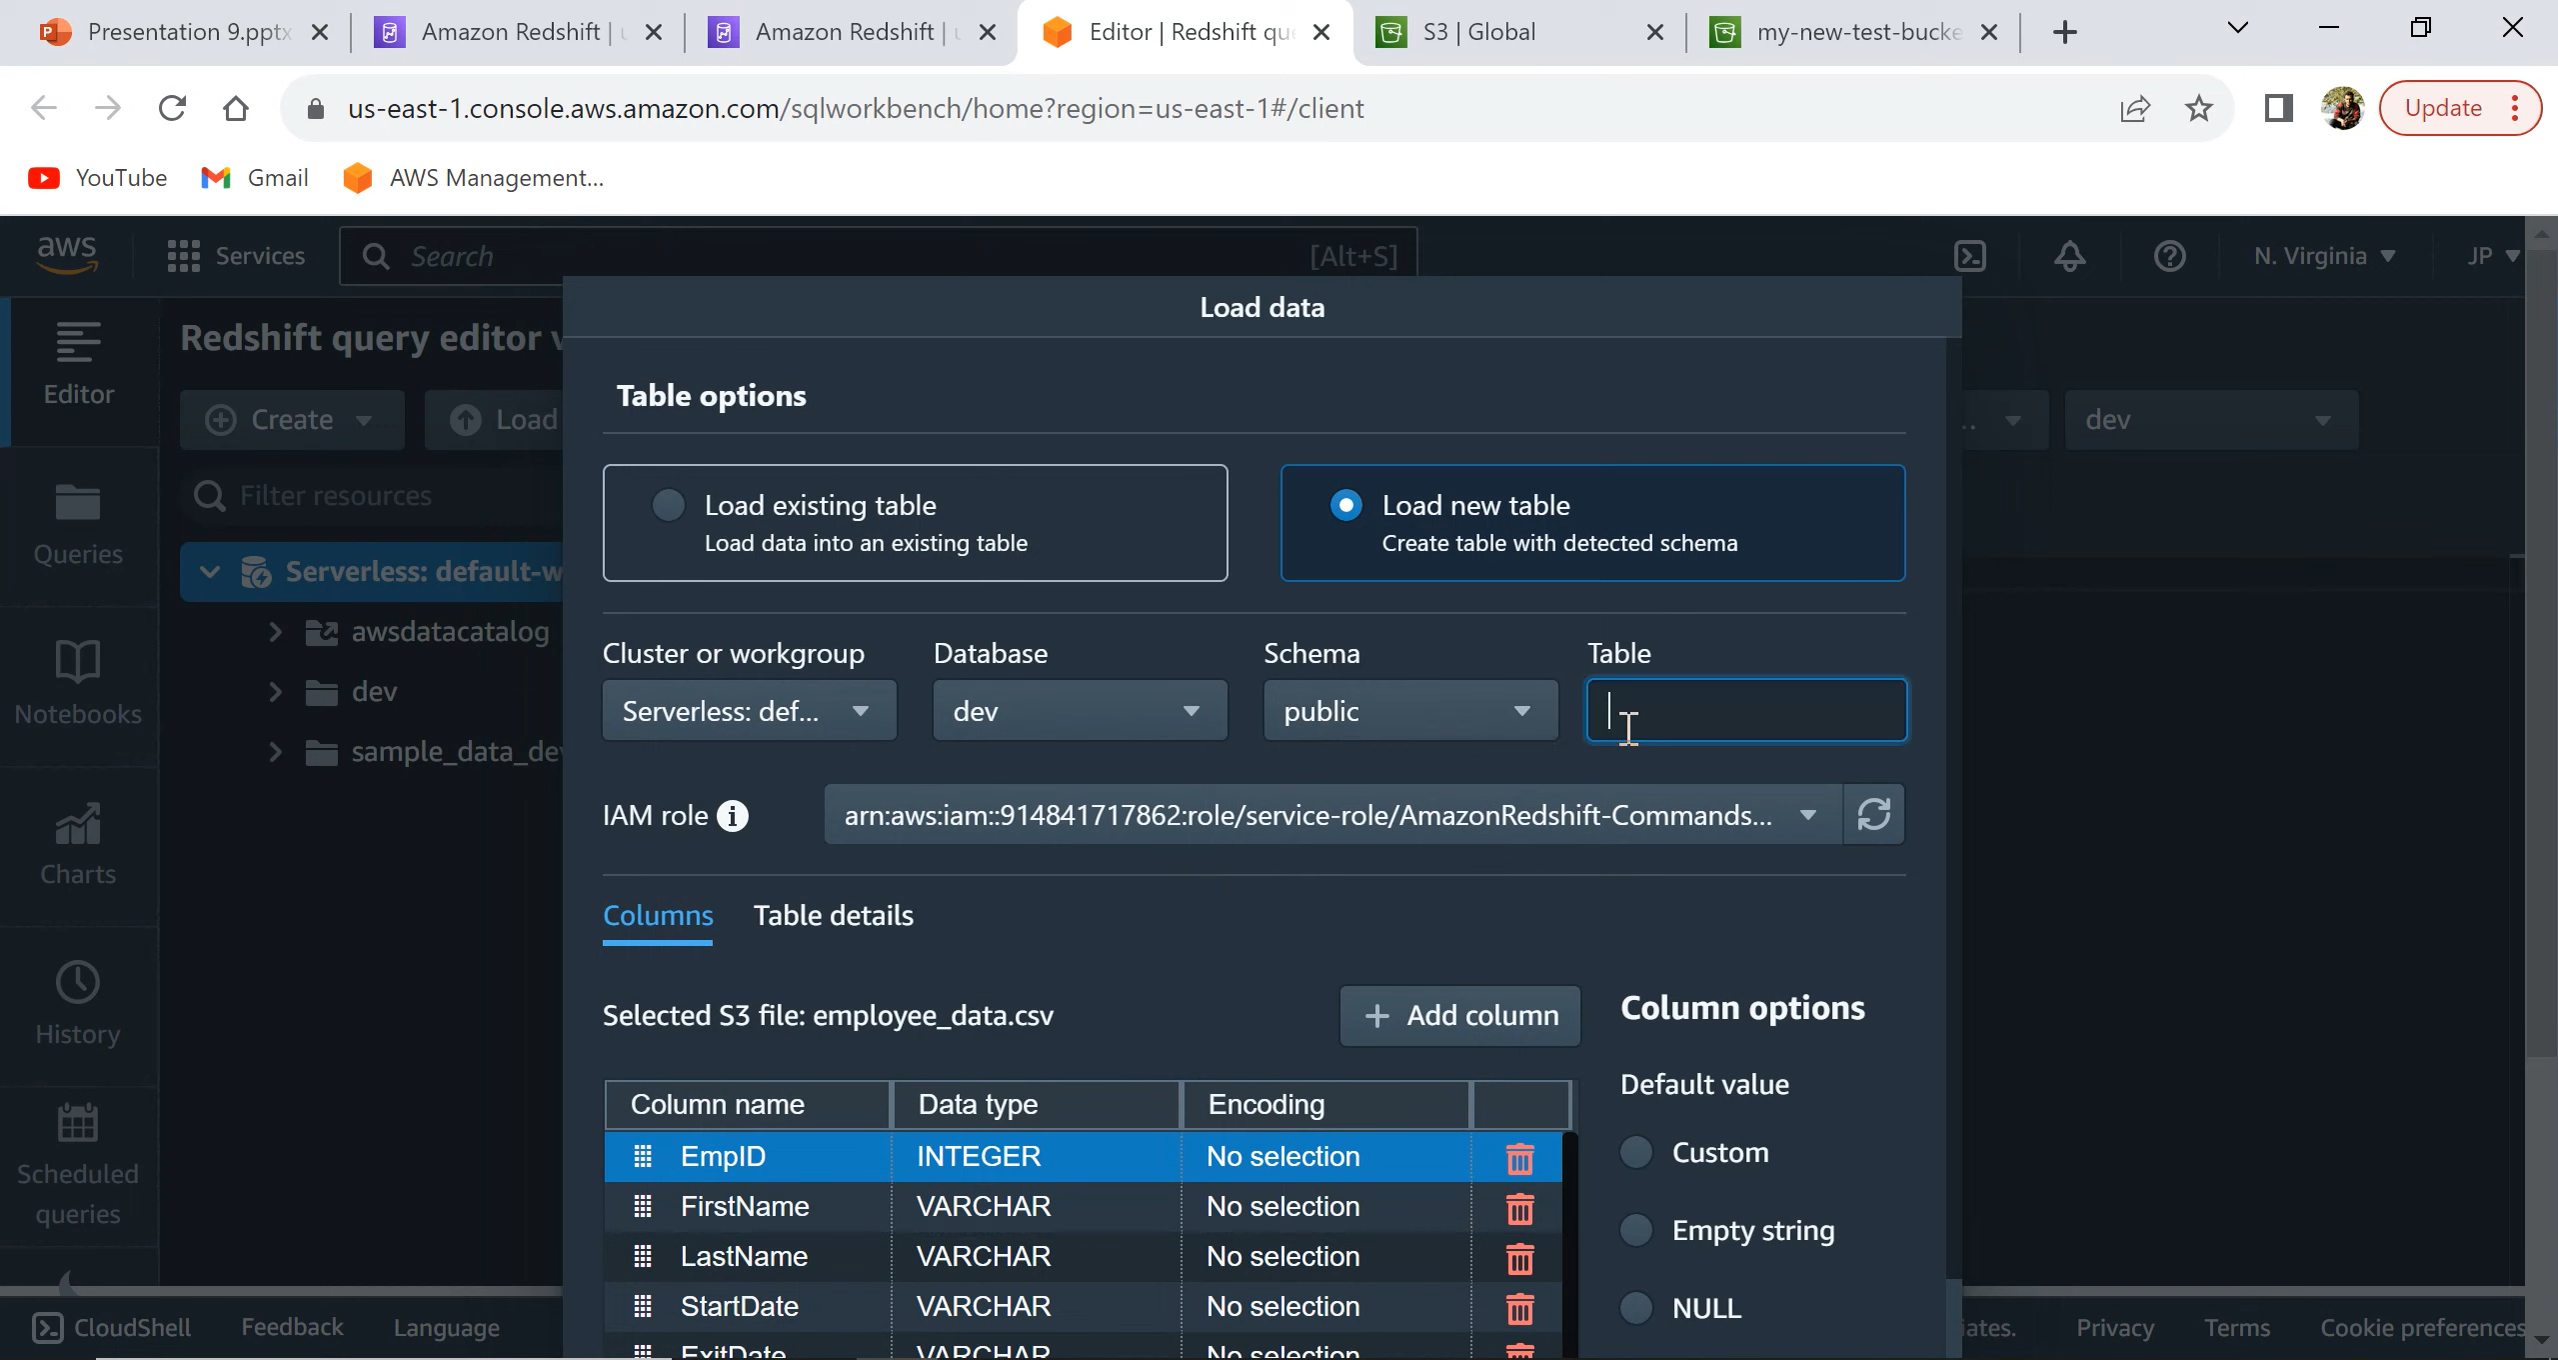 Presentation 9.pptx
Amazon Redshift |
Amazon Redshift |
Editor | Redshift qu
S3 | Global
my-new-test-bucke
us-east-1.console.aws.amazon.com/sqlworkbench/home?region=us-east-1#/client
Update
YouTube
Gmail
AWS Management...
aws
Services
Search
[Alt+S]
N. Virginia
JP
Load data
Editor
Queries
Notebooks
Charts
History
Scheduled
queries
Redshift query editor
Create
Load
Filter resources
Serverless: default-w
awsdatacatalog
dev
sample_data_de
dev
Table options
Load existing table
Load data into an existing table
Load new table
Create table with detected schema
Cluster or workgroup
Database
Schema
Table
Serverless: def...
dev
public
IAM role
arn:aws:iam::914841717862:role/service-role/AmazonRedshift-Commands...
Columns
Table details
Selected S3 file: employee_data.csv
+ Add column
Column options
Default value
Custom
Empty string
NULL
Column name Data type Encoding
EmpID INTEGER No selection
FirstName VARCHAR No selection
LastName VARCHAR No selection
StartDate VARCHAR No selection
ExitDate VARCHAR No selection
CloudShell
Feedback
Language
iates.
Privacy
Terms
Cookie preferences